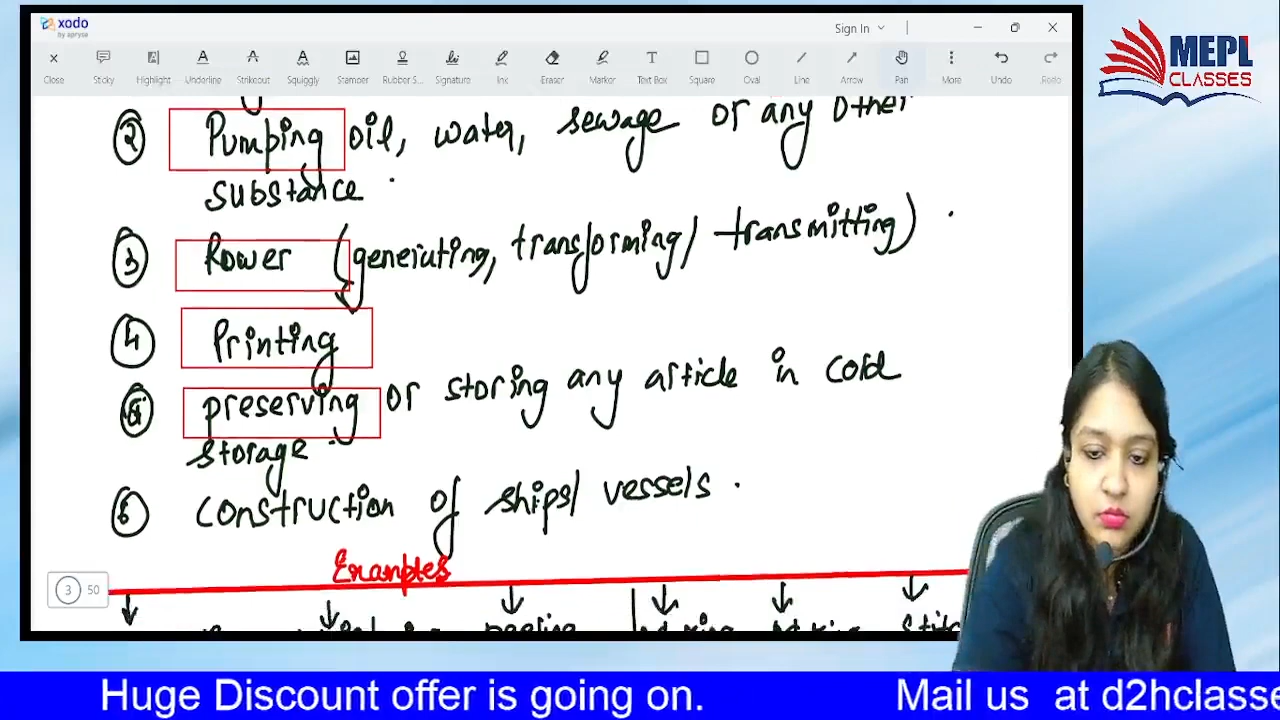 xodo
by apryse
Sign In
Close Sticky Highlight Underline Strikeout Squiggly Stamper Rubber S... Signature Ink Eraser Marker Text Box Square Oval Line Arrow Pan More Undo Redo
MEPL
CLASSES
② Pumping oil, water, sewage or any other
substance.
③ Power (generating, transforming/ transmitting).
④ Printing
⑤ preserving or storing any article in cold
storage.
⑥ construction of ships/ vessels.
Examples
3 50
Huge Discount offer is going on. Mail us at d2hclasse